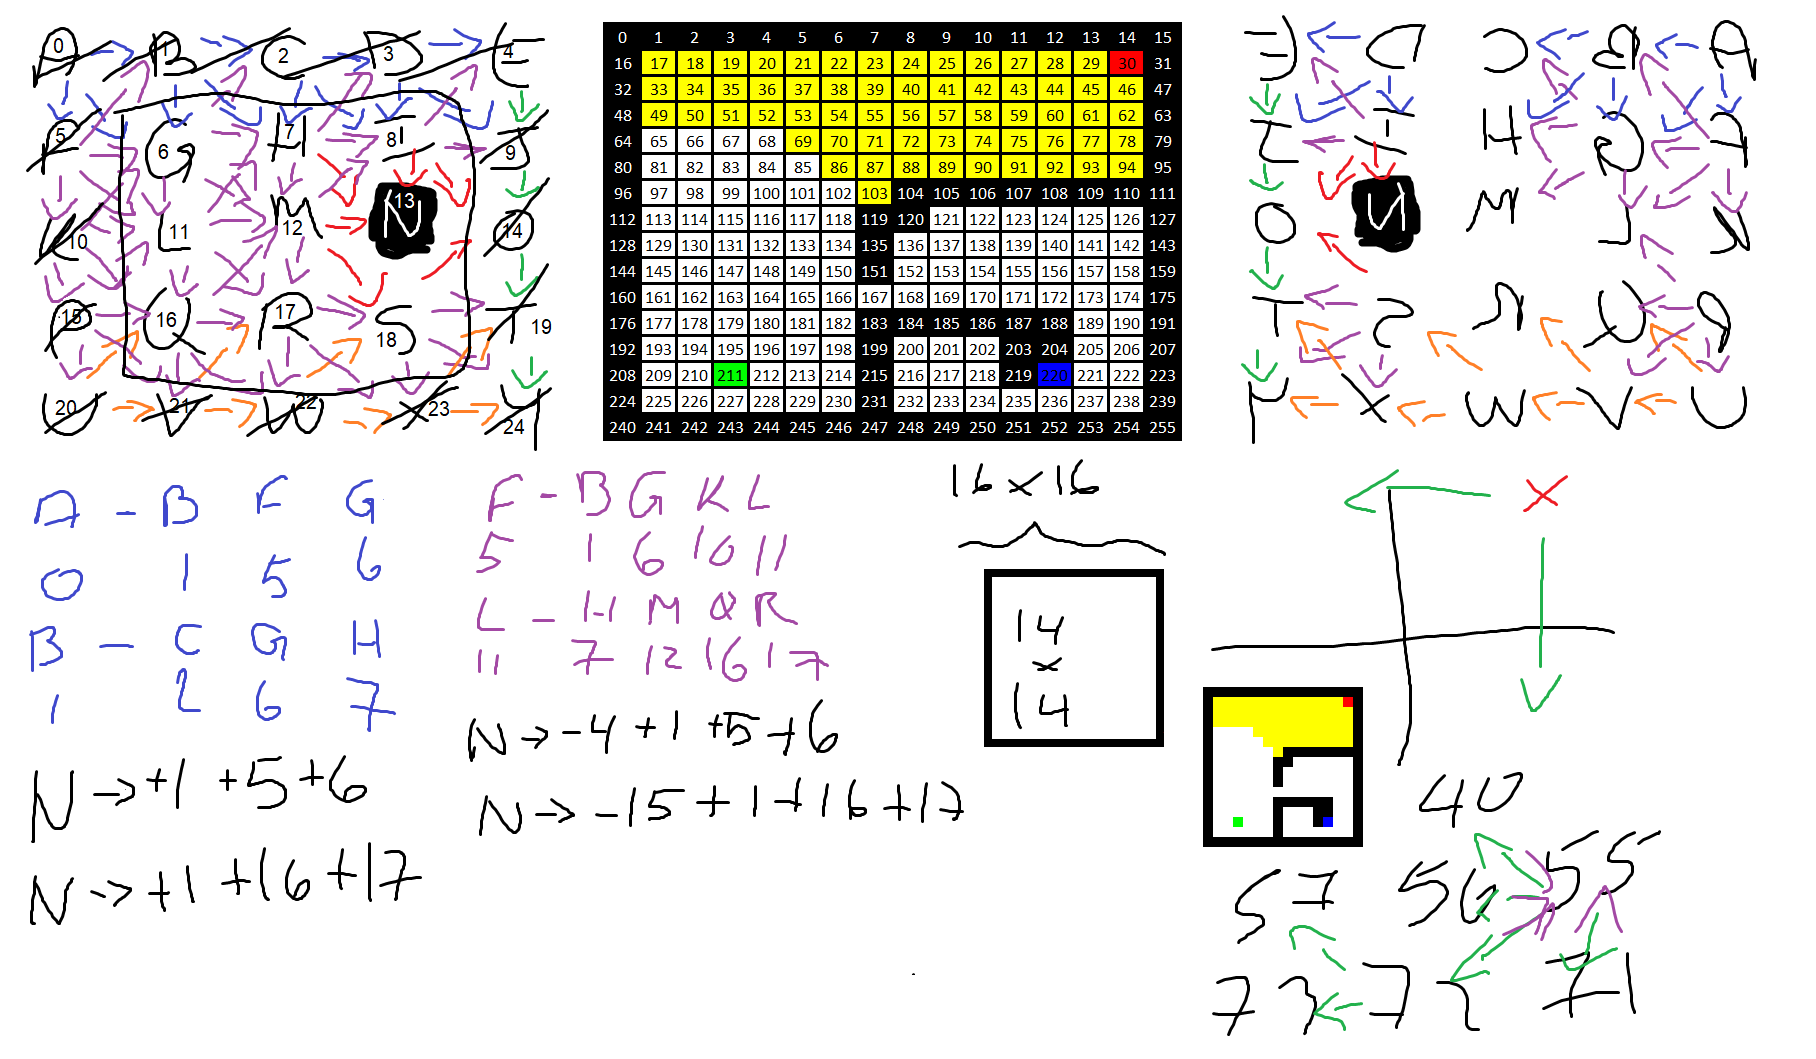 A B C D E
0 1 2 3 4
F G H I J
5 6 7 8 9
K L M N O
10 11 12 13 14
P Q R S T
15 16 17 18 19
U V W X Y
20 21 22 23 24
0 1 2 3 4 5 6 7 8 9 10 11 12 13 14 15
16 17 18 19 20 21 22 23 24 25 26 27 28 29 30 31
32 33 34 35 36 37 38 39 40 41 42 43 44 45 46 47
48 49 50 51 52 53 54 55 56 57 58 59 60 61 62 63
64 65 66 67 68 69 70 71 72 73 74 75 76 77 78 79
80 81 82 83 84 85 86 87 88 89 90 91 92 93 94 95
96 97 98 99 100 101 102 103 104 105 106 107 108 109 110 111
112 113 114 115 116 117 118 119 120 121 122 123 124 125 126 127
128 129 130 131 132 133 134 135 136 137 138 139 140 141 142 143
144 145 146 147 148 149 150 151 152 153 154 155 156 157 158 159
160 161 162 163 164 165 166 167 168 169 170 171 172 173 174 175
176 177 178 179 180 181 182 183 184 185 186 187 188 189 190 191
192 193 194 195 196 197 198 199 200 201 202 203 204 205 206 207
208 209 210 211 212 213 214 215 216 217 218 219 220 221 222 223
224 225 226 227 228 229 230 231 232 233 234 235 236 237 238 239
240 241 242 243 244 245 246 247 248 249 250 251 252 253 254 255
E D C B A
J I H G F
O N M L K
T S R Q P
Y X W V U
A - B F G
0 1 5 6
B - C G H
1 2 6 7
N → +1 +5 +6
N → +1 +16 +17
F - B G K L
5 1 6 10 11
L - H M Q R
11 7 12 16 17
N → -4 +1 +5 +6
N → -15 +1 +16 +17
16 x 16
14
x
14
x
40
57 56 55
73 72 71